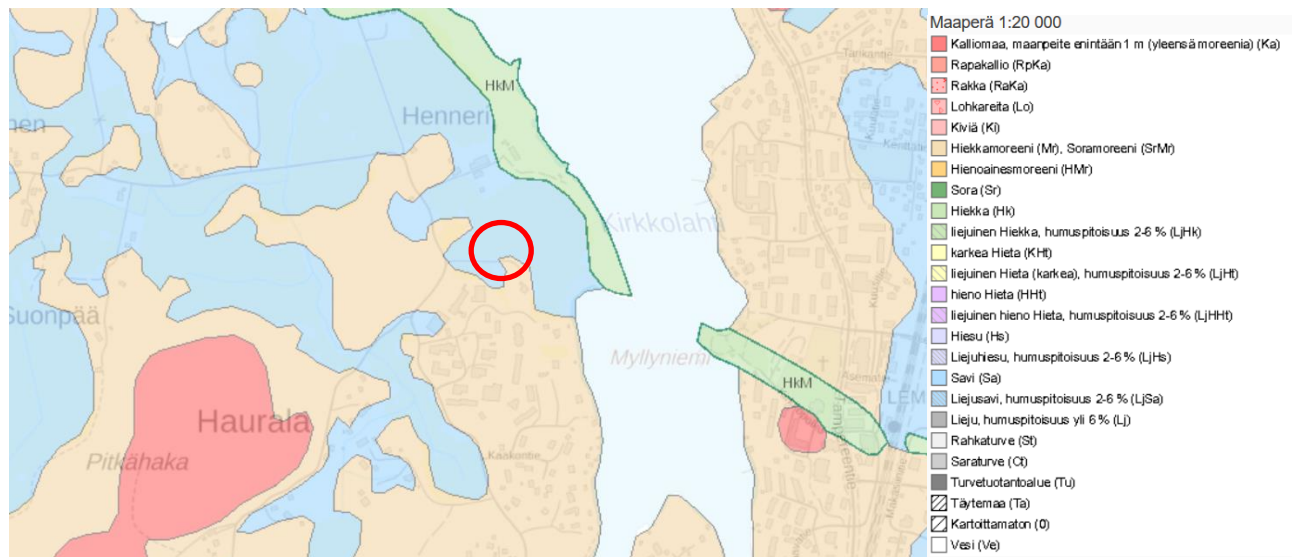 HkM
Henneri
Kirkkolahti
Suonpää
Myllyniemi
HkM
Asematie
LEM
Haurala
Pitkähaka
Kaakontie
Tampereentie
Maaperä 1:20 000
Kalliomaa, maanpeite enintään 1 m (yleensä moreenia) (Ka)
Rapakallio (RpKa)
Rakka (RaKa)
Lohkareita (Lo)
Kiviä (Ki)
Hiekkamoreeni (Mr), Soramoreeni (SrMr)
Hienoainesmoreeni (HMr)
Sora (Sr)
Hiekka (Hk)
liejuinen Hiekka, humuspitoisuus 2-6 % (LjHk)
karkea Hieta (KHt)
liejuinen Hieta (karkea), humuspitoisuus 2-6 % (LjHt)
hieno Hieta (HHt)
liejuinen hieno Hieta, humuspitoisuus 2-6 % (LjHHt)
Hiesu (Hs)
Liejuhiesu, humuspitoisuus 2-6 % (LjHs)
Savi (Sa)
Liejusavi, humuspitoisuus 2-6 % (LjSa)
Lieju, humuspitoisuus yli 6 % (Lj)
Rahkaturve (St)
Saraturve (Ct)
Turvetuotantoalue (Tu)
Täytemaa (Ta)
Kartoittamaton (0)
Vesi (Ve)